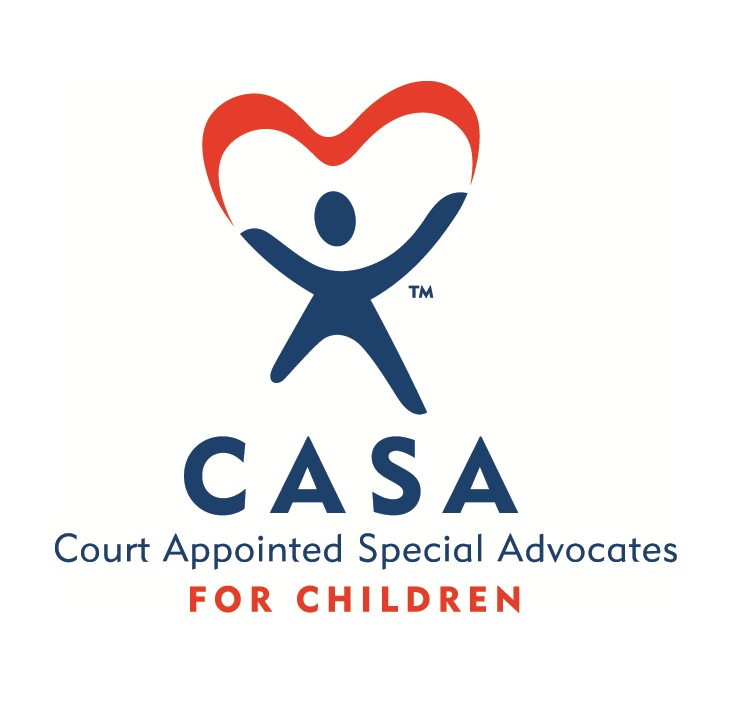 TM
CASA
Court Appointed Special Advocates
FOR CHILDREN